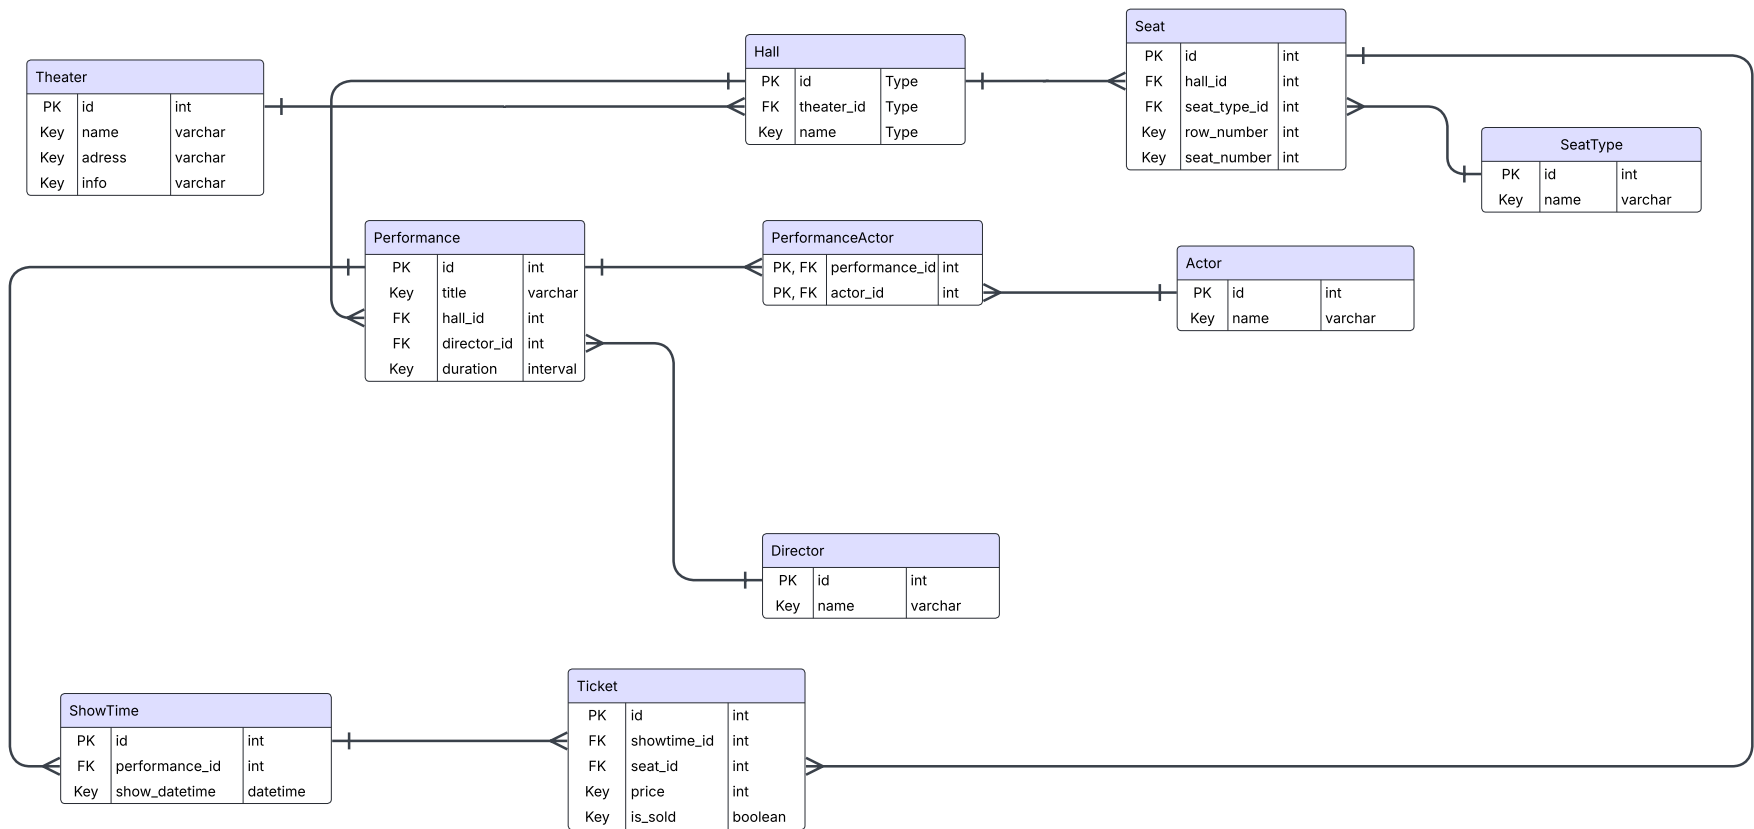 Theater
PK id int
Key name varchar
Key adress varchar
Key info varchar
Hall
PK id Type
FK theater_id Type
Key name Type
Seat
PK id int
FK hall_id int
FK seat_type_id int
Key row_number int
Key seat_number int
SeatType
PK id int
Key name varchar
Performance
PK id int
Key title varchar
FK hall_id int
FK director_id int
Key duration interval
PerformanceActor
PK, FK performance_id int
PK, FK actor_id int
Actor
PK id int
Key name varchar
Director
PK id int
Key name varchar
ShowTime
PK id int
FK performance_id int
Key show_datetime datetime
Ticket
PK id int
FK showtime_id int
FK seat_id int
Key price int
Key is_sold boolean